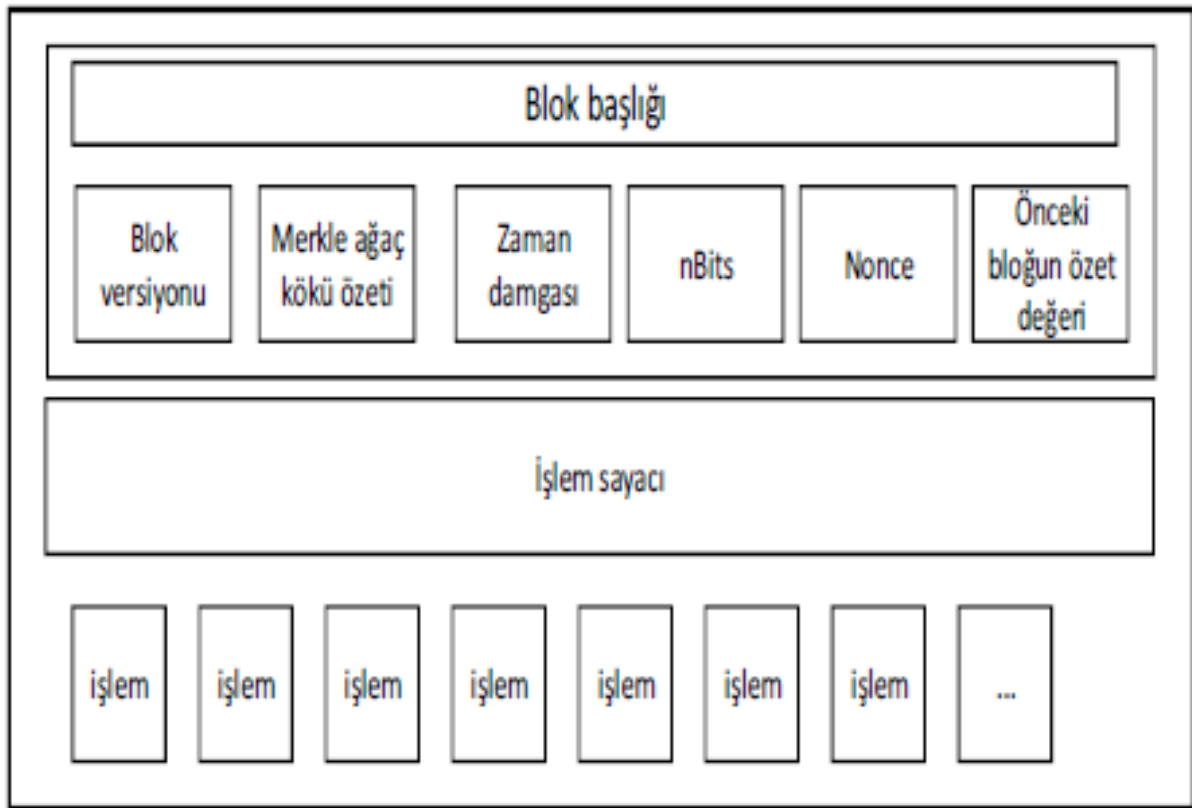 Blok başlığı
Blok
versiyonu
Merkle ağaç
kökü özeti
Zaman
damgası
nBits
Nonce
Önceki
bloğun özet
değeri
İşlem sayacı
işlem
işlem
işlem
işlem
işlem
işlem
işlem
...